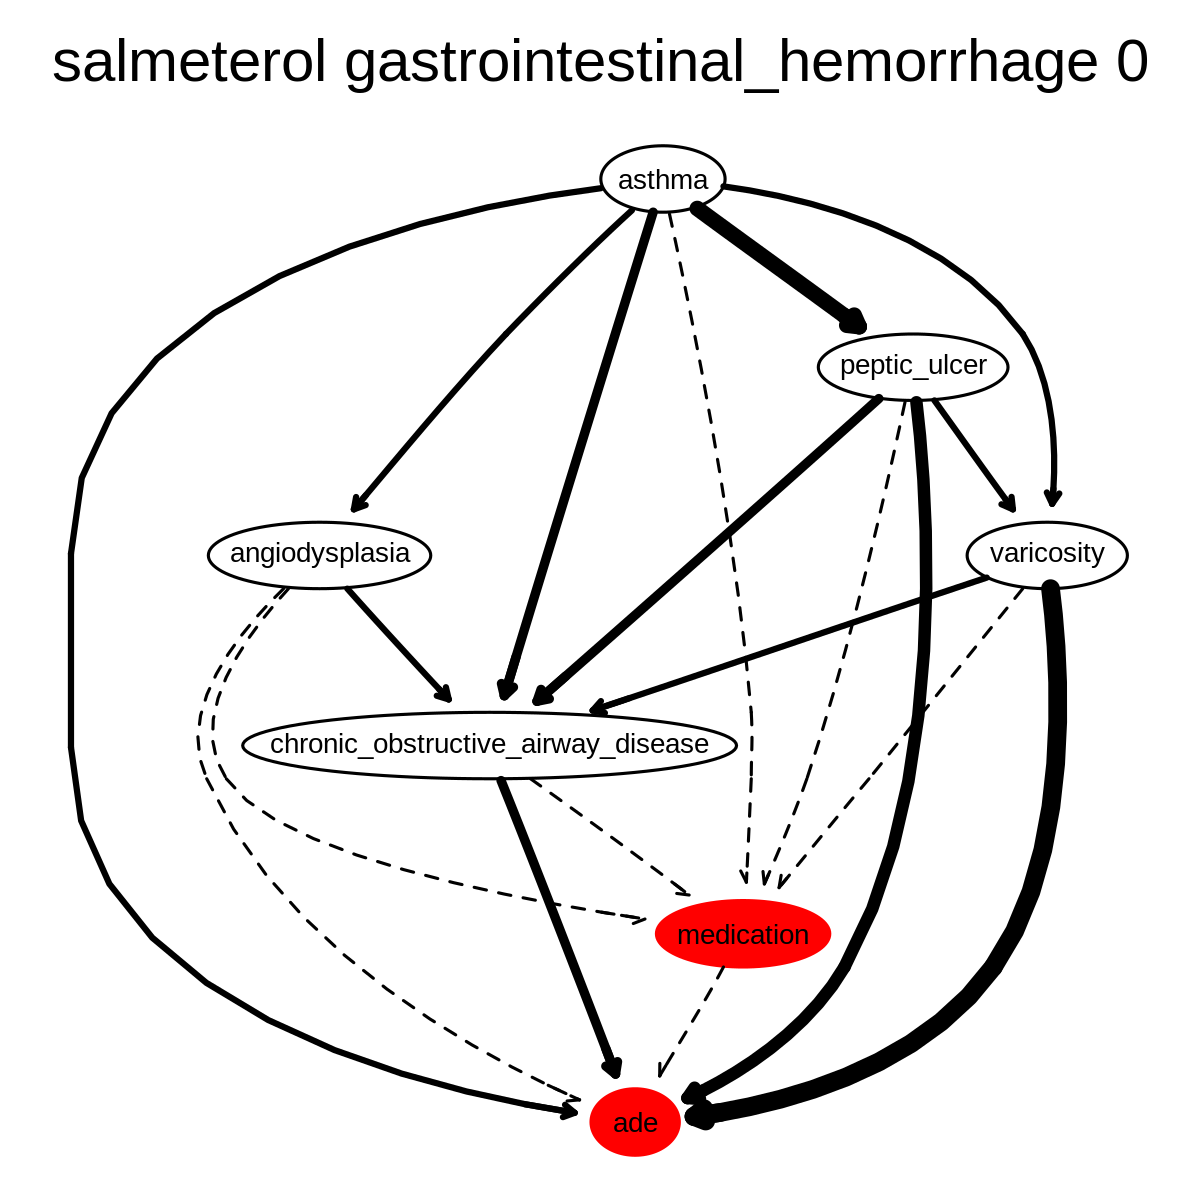 salmeterol gastrointestinal_hemorrhage 0
asthma
peptic_ulcer
angiodysplasia
varicosity
chronic_obstructive_airway_disease
medication
ade